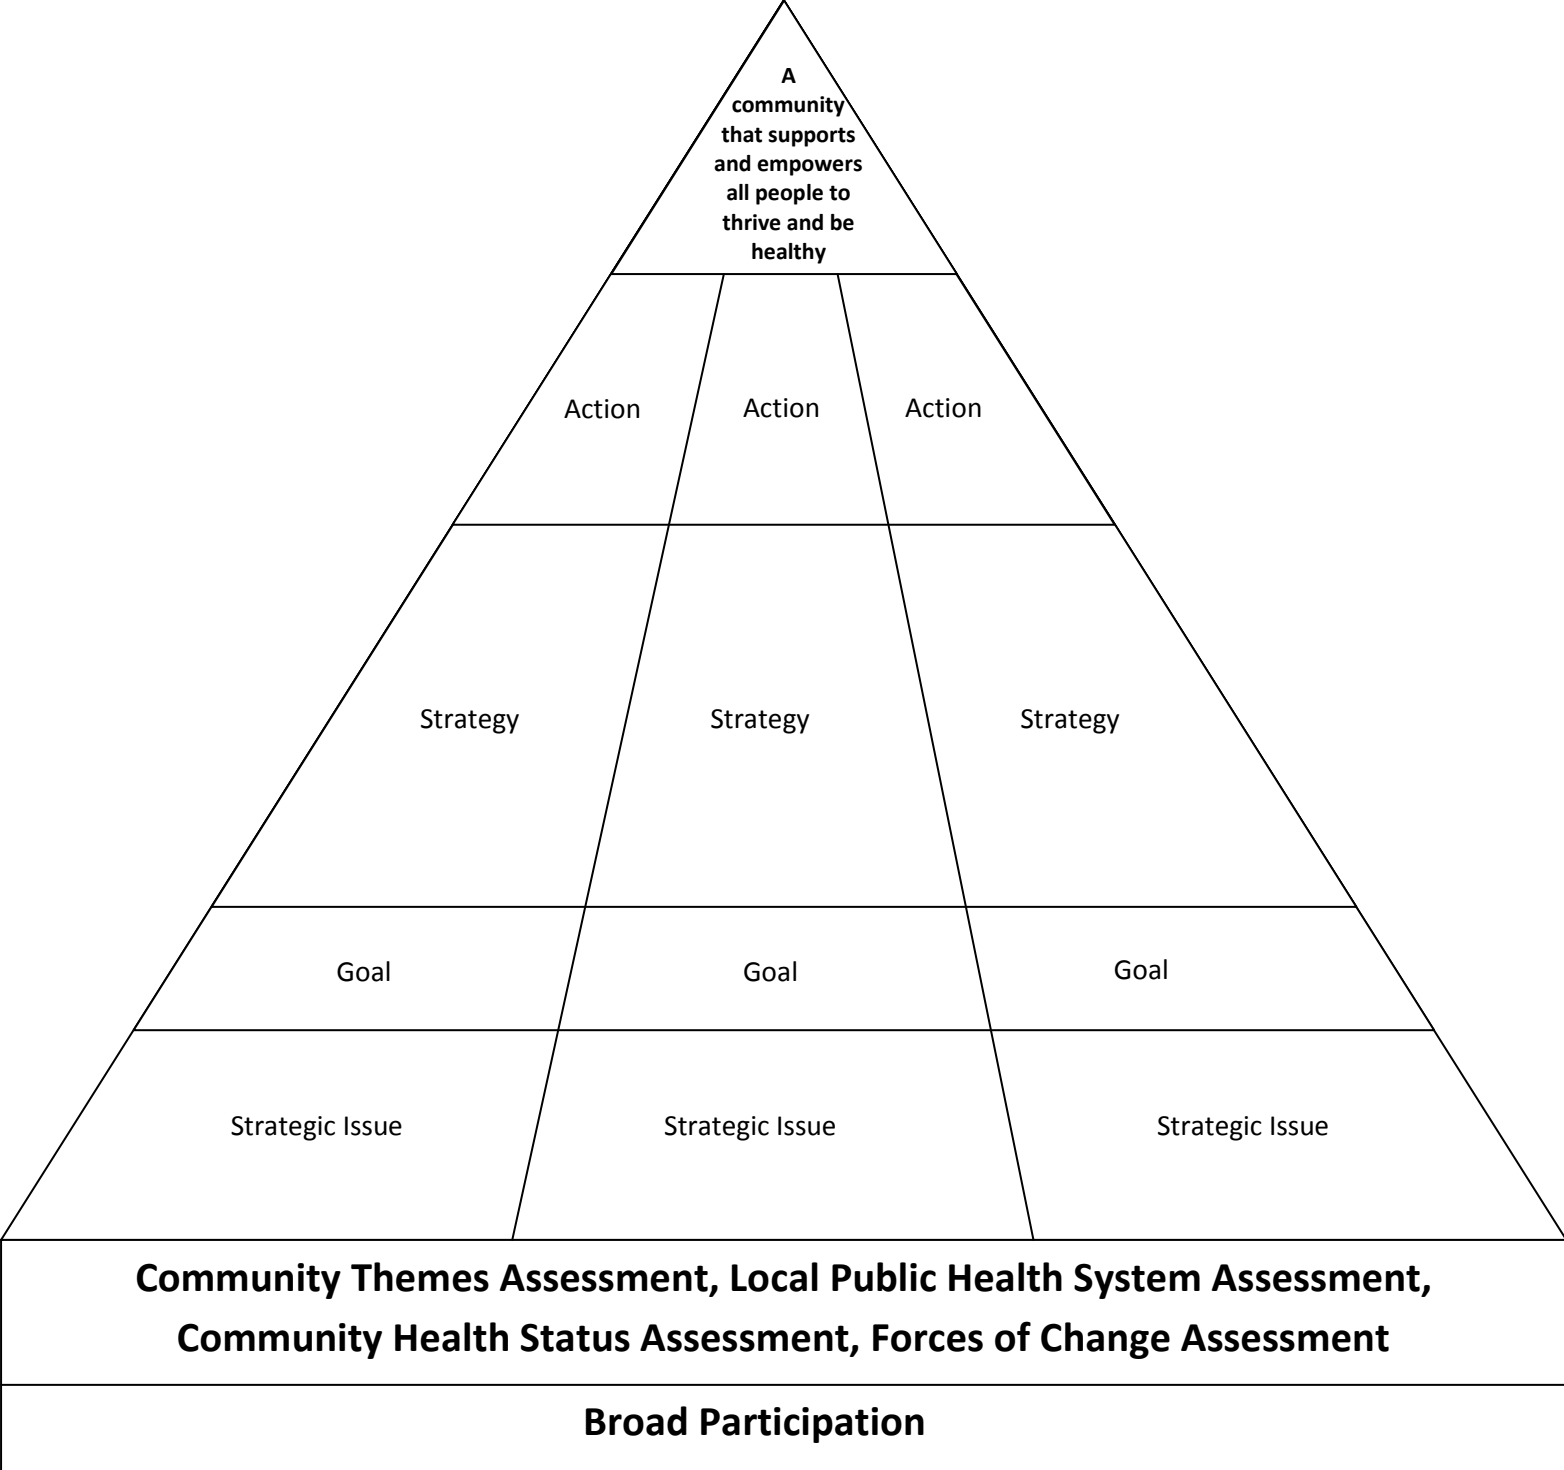 A
community
that supports
and empowers
all people to
thrive and be
healthy
Action
Action
Action
Strategy
Strategy
Strategy
Goal
Goal
Goal
Strategic Issue
Strategic Issue
Strategic Issue
Community Themes Assessment, Local Public Health System Assessment,
Community Health Status Assessment, Forces of Change Assessment
Broad Participation